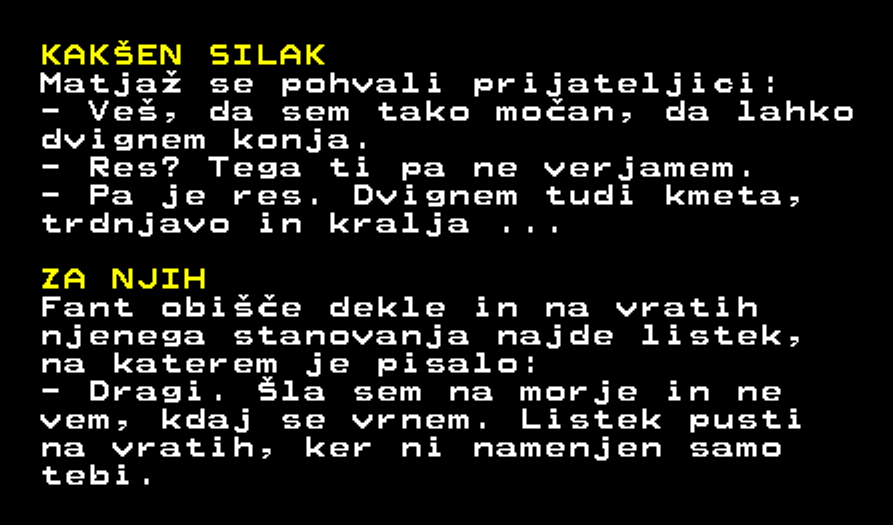 KAKŠEN SILAK
Matjaž se pohvali prijateljici:
- Veš, da sem tako močan, da lahko
dvignem konja.
- Res? Tega ti pa ne verjamem.
- Pa je res. Dvignem tudi kmeta,
trdnjavo in kralja ...
ZA NJIH
Fant obišče dekle in na vratih
njenega stanovanja najde listek,
na katerem je pisalo:
- Dragi. Šla sem na morje in ne
vem, kdaj se vrnem. Listek pusti
na vratih, ker ni namenjen samo
tebi.